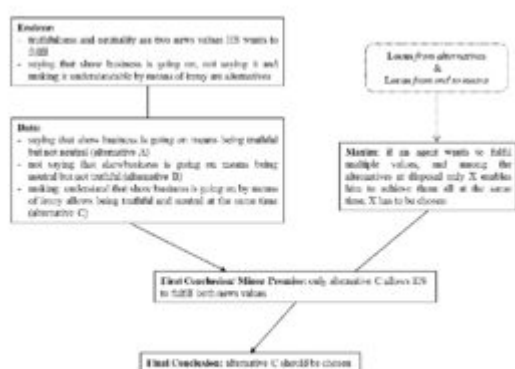 Endoxon:
- truthfulness and neutrality are two news values EN wants to
fulfill
- saying that show business is going on, not saying it and
making it understandable by means of irony are alternatives
Locus from alternatives
&
Locus from end to means
Data:
- saying that show business is going on means being truthful
but not neutral (alternative A)
- not saying that showbusiness is going on means being
neutral but not truthful (alternative B)
- making understand that show business is going on by means
of irony allows being truthful and neutral at the same time
(alternative C)
Maxim: if an agent wants to fulfil
multiple values, and among the
alternatives at disposal only X enables
him to achieve them all at the same
time, X has to be chosen
First Conclusion/Minor Premise: only alternative C allows EN
to fulfill both news values
Final Conclusion: alternative C should be chosen